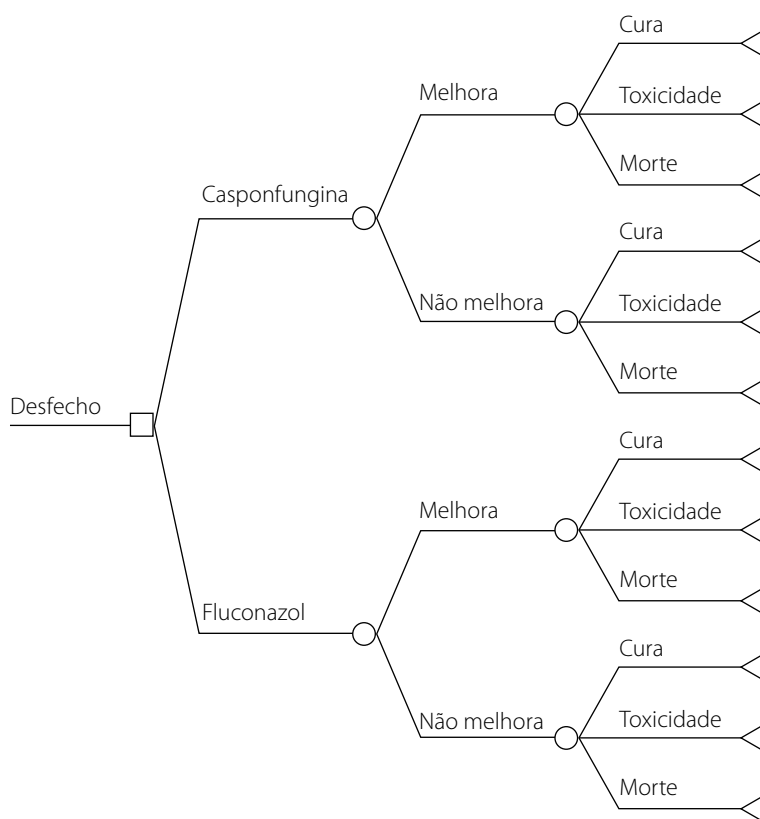 Cura
Melhora
Toxicidade
Morte
Casponfungina
Cura
Não melhora
Toxicidade
Morte
Desfecho
Cura
Melhora
Toxicidade
Morte
Fluconazol
Cura
Não melhora
Toxicidade
Morte